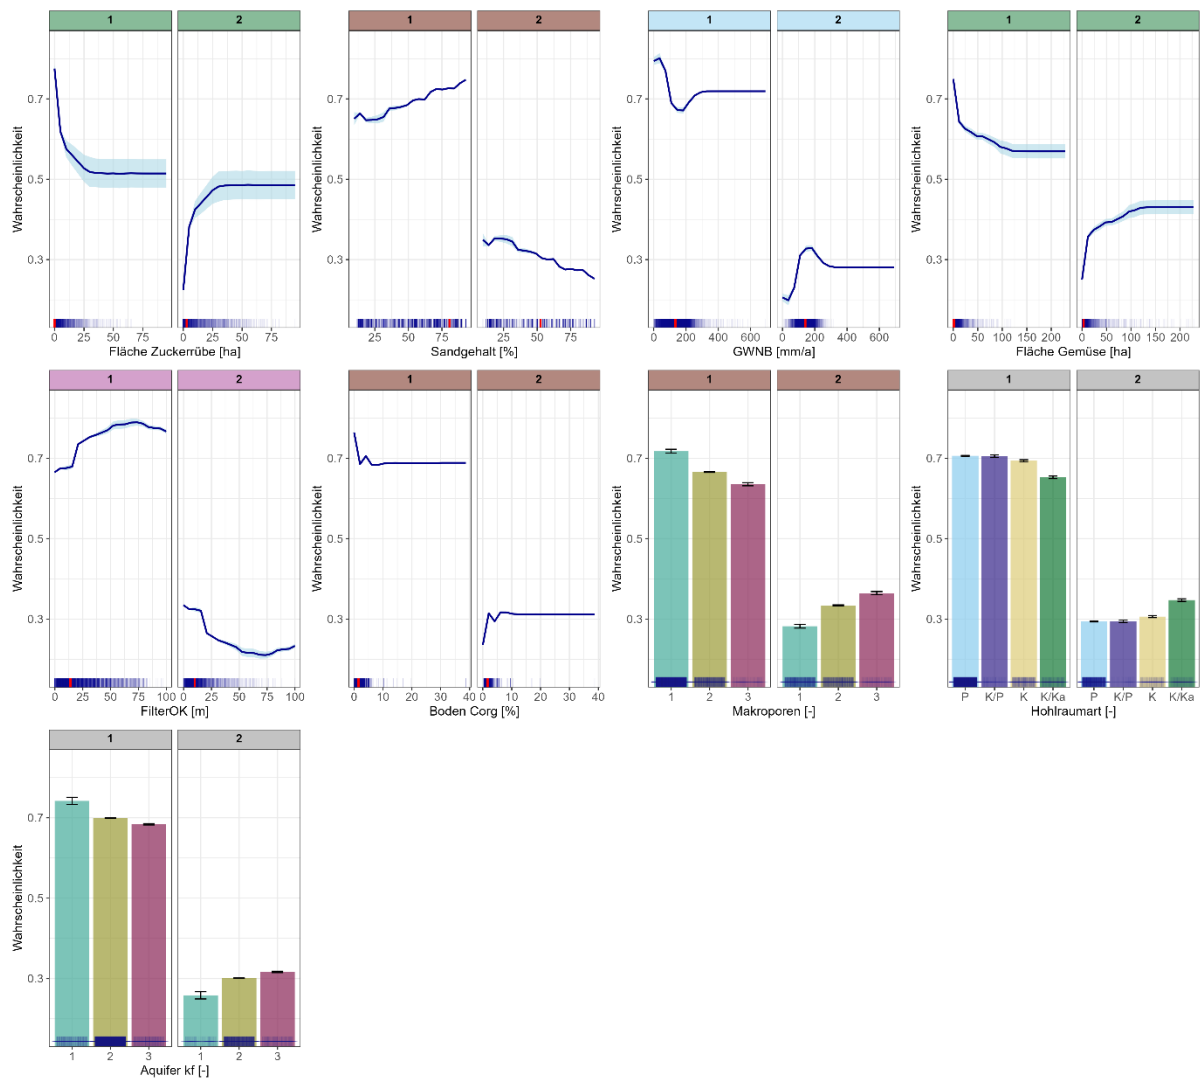 1 2
Wahrscheinlichkeit
0.7
0.5
0.3
0 25 50 75 0 25 50 75
Fläche Zuckerrübe [ha]
1 2
Wahrscheinlichkeit
0.7
0.5
0.3
25 50 75 25 50 75
Sandgehalt [%]
1 2
Wahrscheinlichkeit
0.7
0.5
0.3
0 200 400 600 0 200 400 600
GWNB [mm/a]
1 2
Wahrscheinlichkeit
0.7
0.5
0.3
0 50 100 150 200 0 50 100 150 200
Fläche Gemüse [ha]
1 2
Wahrscheinlichkeit
0.7
0.5
0.3
0 25 50 75 100 0 25 50 75 100
FilterOK [m]
1 2
Wahrscheinlichkeit
0.7
0.5
0.3
0 10 20 30 40 0 10 20 30 40
Boden Corg [%]
1 2
Wahrscheinlichkeit
0.7
0.5
0.3
1 2 3 1 2 3
Makroporen [-]
1 2
Wahrscheinlichkeit
0.7
0.5
0.3
P K/P K K/Ka P K/P K K/Ka
Hohlraumart [-]
1 2
Wahrscheinlichkeit
0.7
0.5
0.3
1 2 3 1 2 3
Aquifer kf [-]